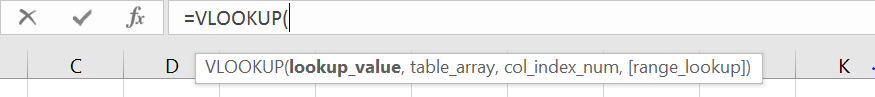 fx =VLOOKUP(
C D K
VLOOKUP(lookup_value, table_array, col_index_num, [range_lookup])